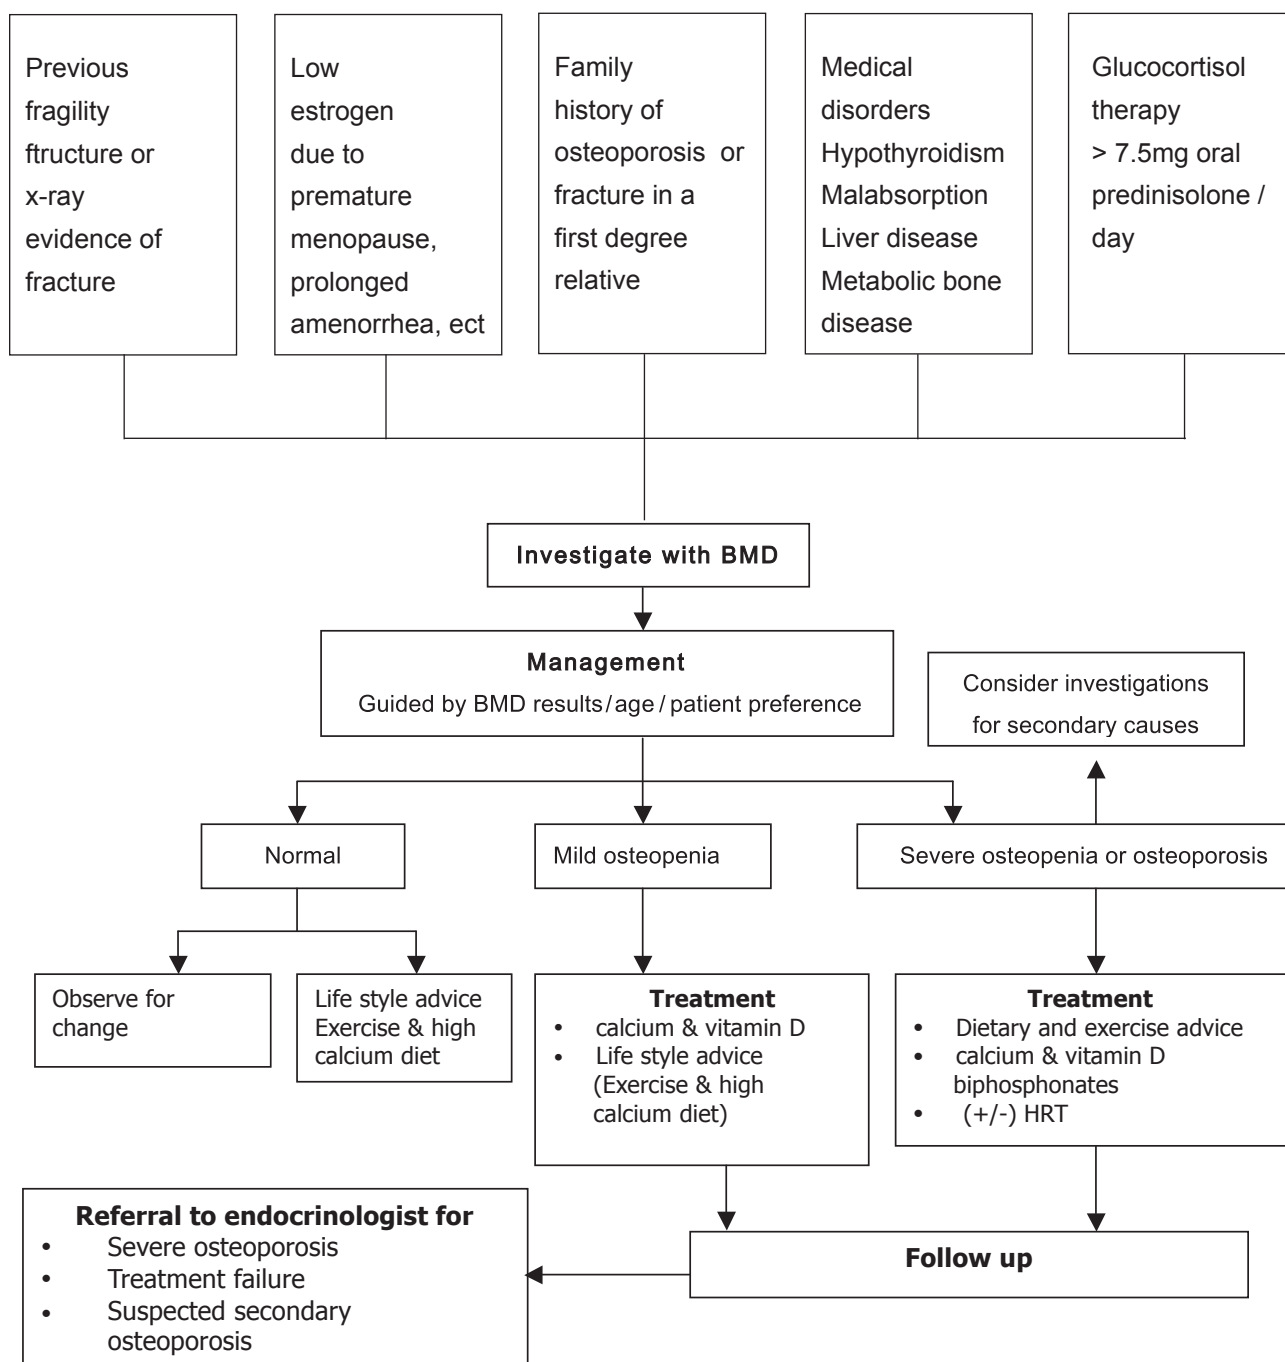 Previous
fragility
ftructure or
x-ray
evidence of
fracture
Low
estrogen
due to
premature
menopause,
prolonged
amenorrhea, ect
Family
history of
osteoporosis or
fracture in a
first degree
relative
Medical
disorders
Hypothyroidism
Malabsorption
Liver disease
Metabolic bone
disease
Glucocortisol
therapy
> 7.5mg oral
predinisolone /
day
Investigate with BMD
Management
Guided by BMD results/age/patient preference
Consider investigations
for secondary causes
Normal
Mild osteopenia
Severe osteopenia or osteoporosis
Observe for
change
Life style advice
Exercise & high
calcium diet
Treatment
• calcium & vitamin D
• Life style advice
(Exercise & high
calcium diet)
Treatment
• Dietary and exercise advice
• calcium & vitamin D
biphosphonates
• (+/-) HRT
Referral to endocrinologist for
• Severe osteoporosis
• Treatment failure
• Suspected secondary
osteoporosis
Follow up